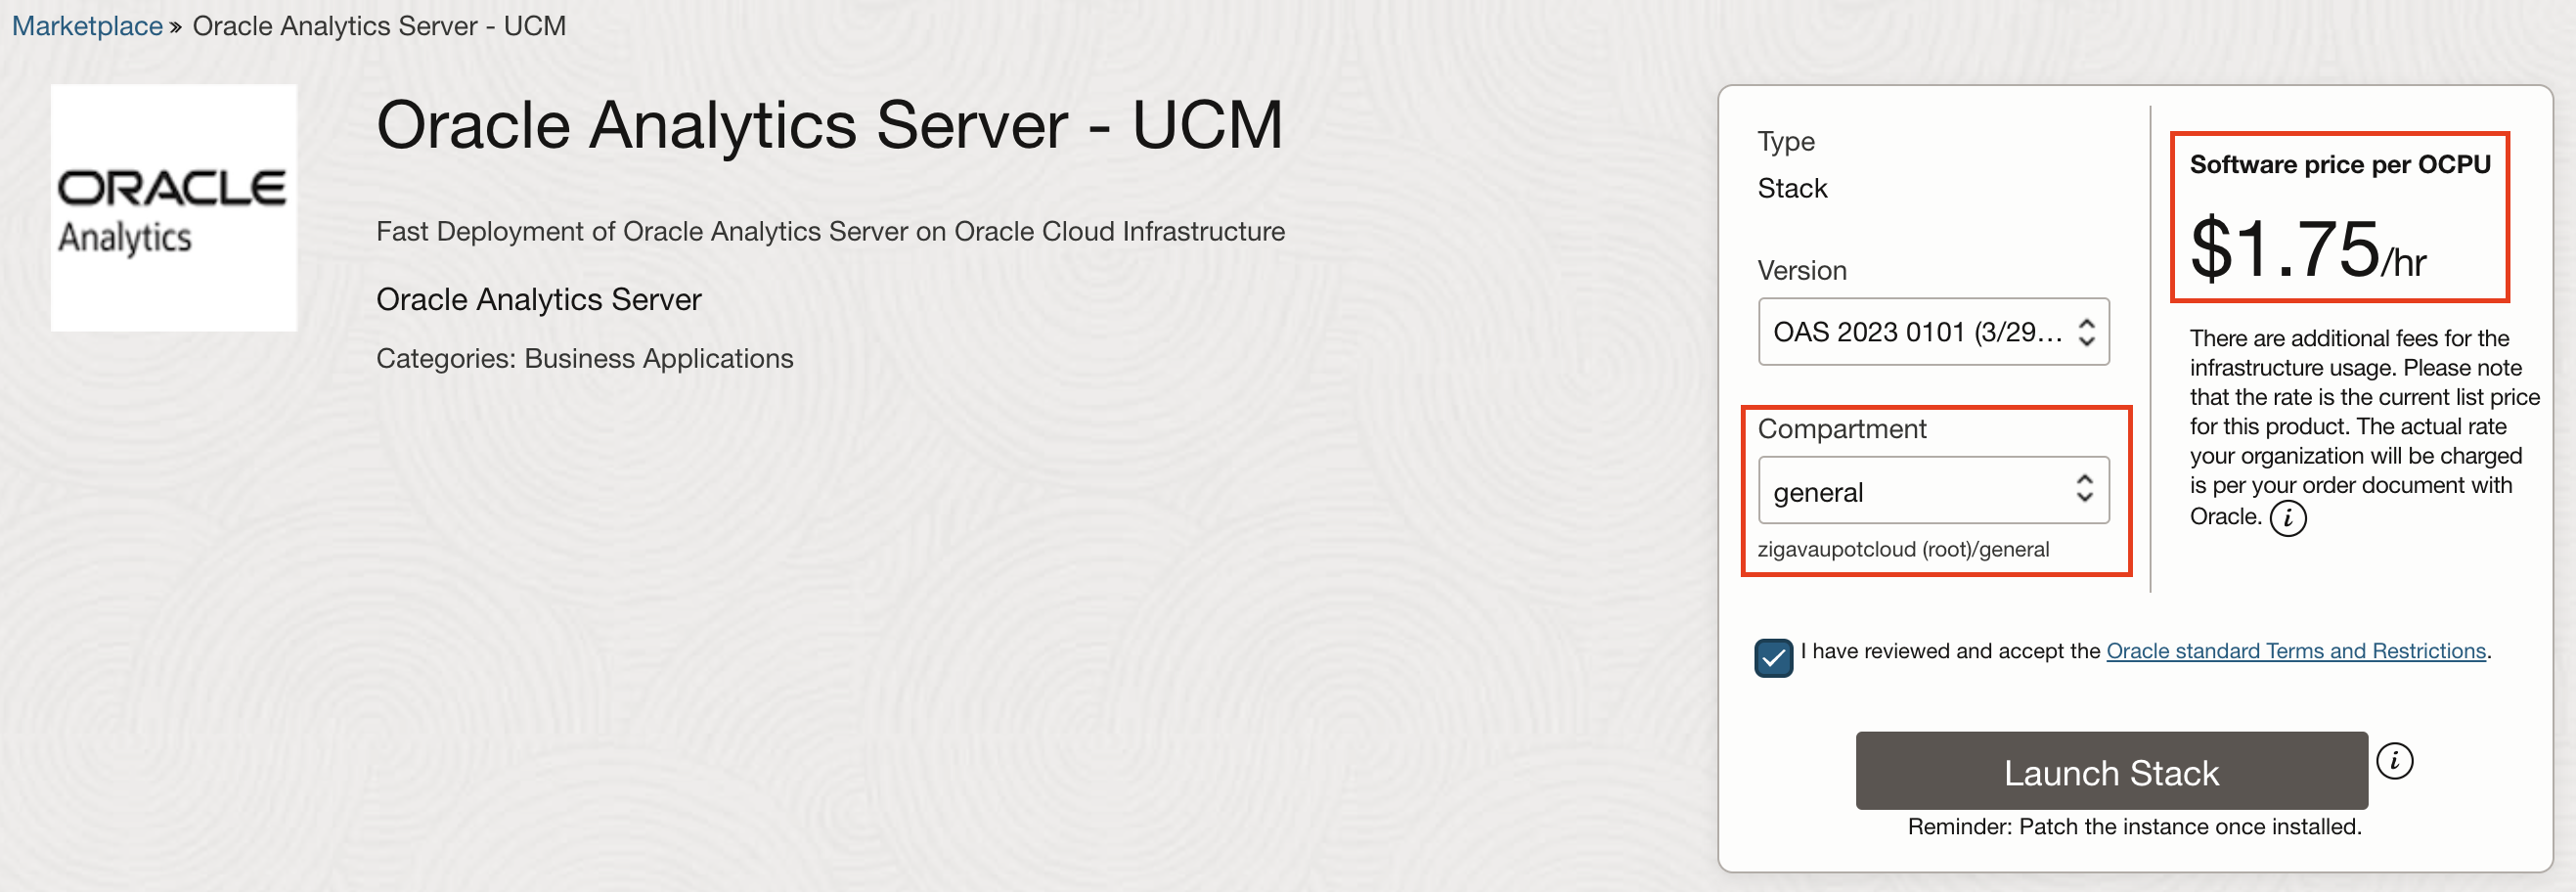 Marketplace » Oracle Analytics Server - UCM
ORACLE
Analytics
Oracle Analytics Server - UCM
Fast Deployment of Oracle Analytics Server on Oracle Cloud Infrastructure
Oracle Analytics Server
Categories: Business Applications
Type
Stack
Version
OAS 2023 0101 (3/29...
Compartment
general
zigavaupotcloud (root)/general
Software price per OCPU
$1.75/hr
There are additional fees for the
infrastructure usage. Please note
that the rate is the current list price
for this product. The actual rate
your organization will be charged
is per your order document with
Oracle. i
I have reviewed and accept the Oracle standard Terms and Restrictions.
Launch Stack i
Reminder: Patch the instance once installed.